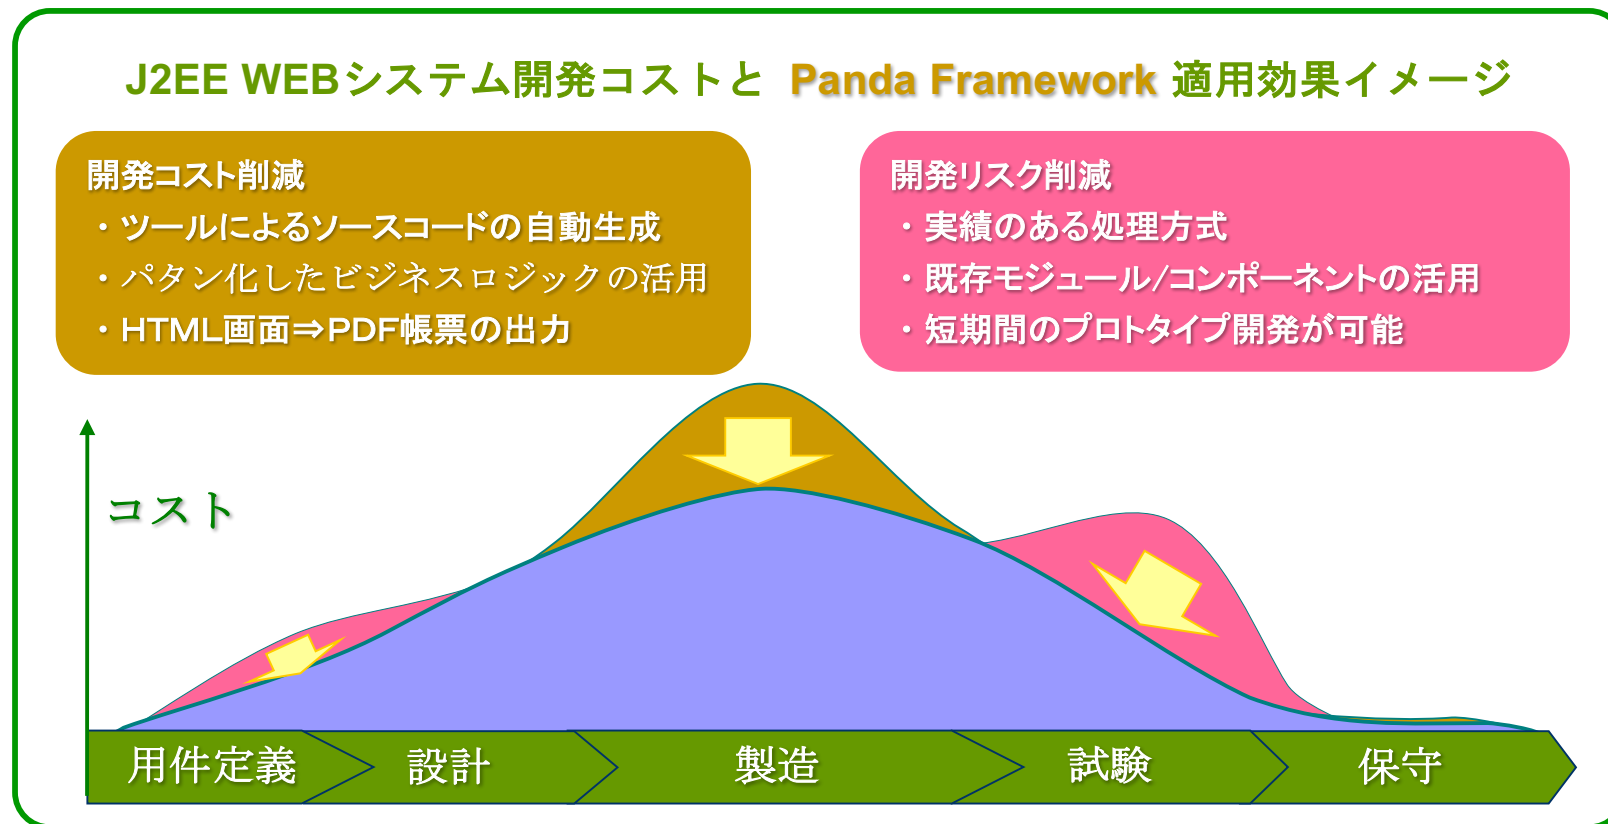 J2EE WEBシステム開発コストと Panda Framework 適用効果イメージ
開発コスト削減
・ツールによるソースコードの自動生成
・パタン化したビジネスロジックの活用
・HTML画面⇒PDF帳票の出力
開発リスク削減
・実績のある処理方式
・既存モジュール/コンポーネントの活用
・短期間のプロトタイプ開発が可能
コスト
用件定義
設計
製造
試験
保守